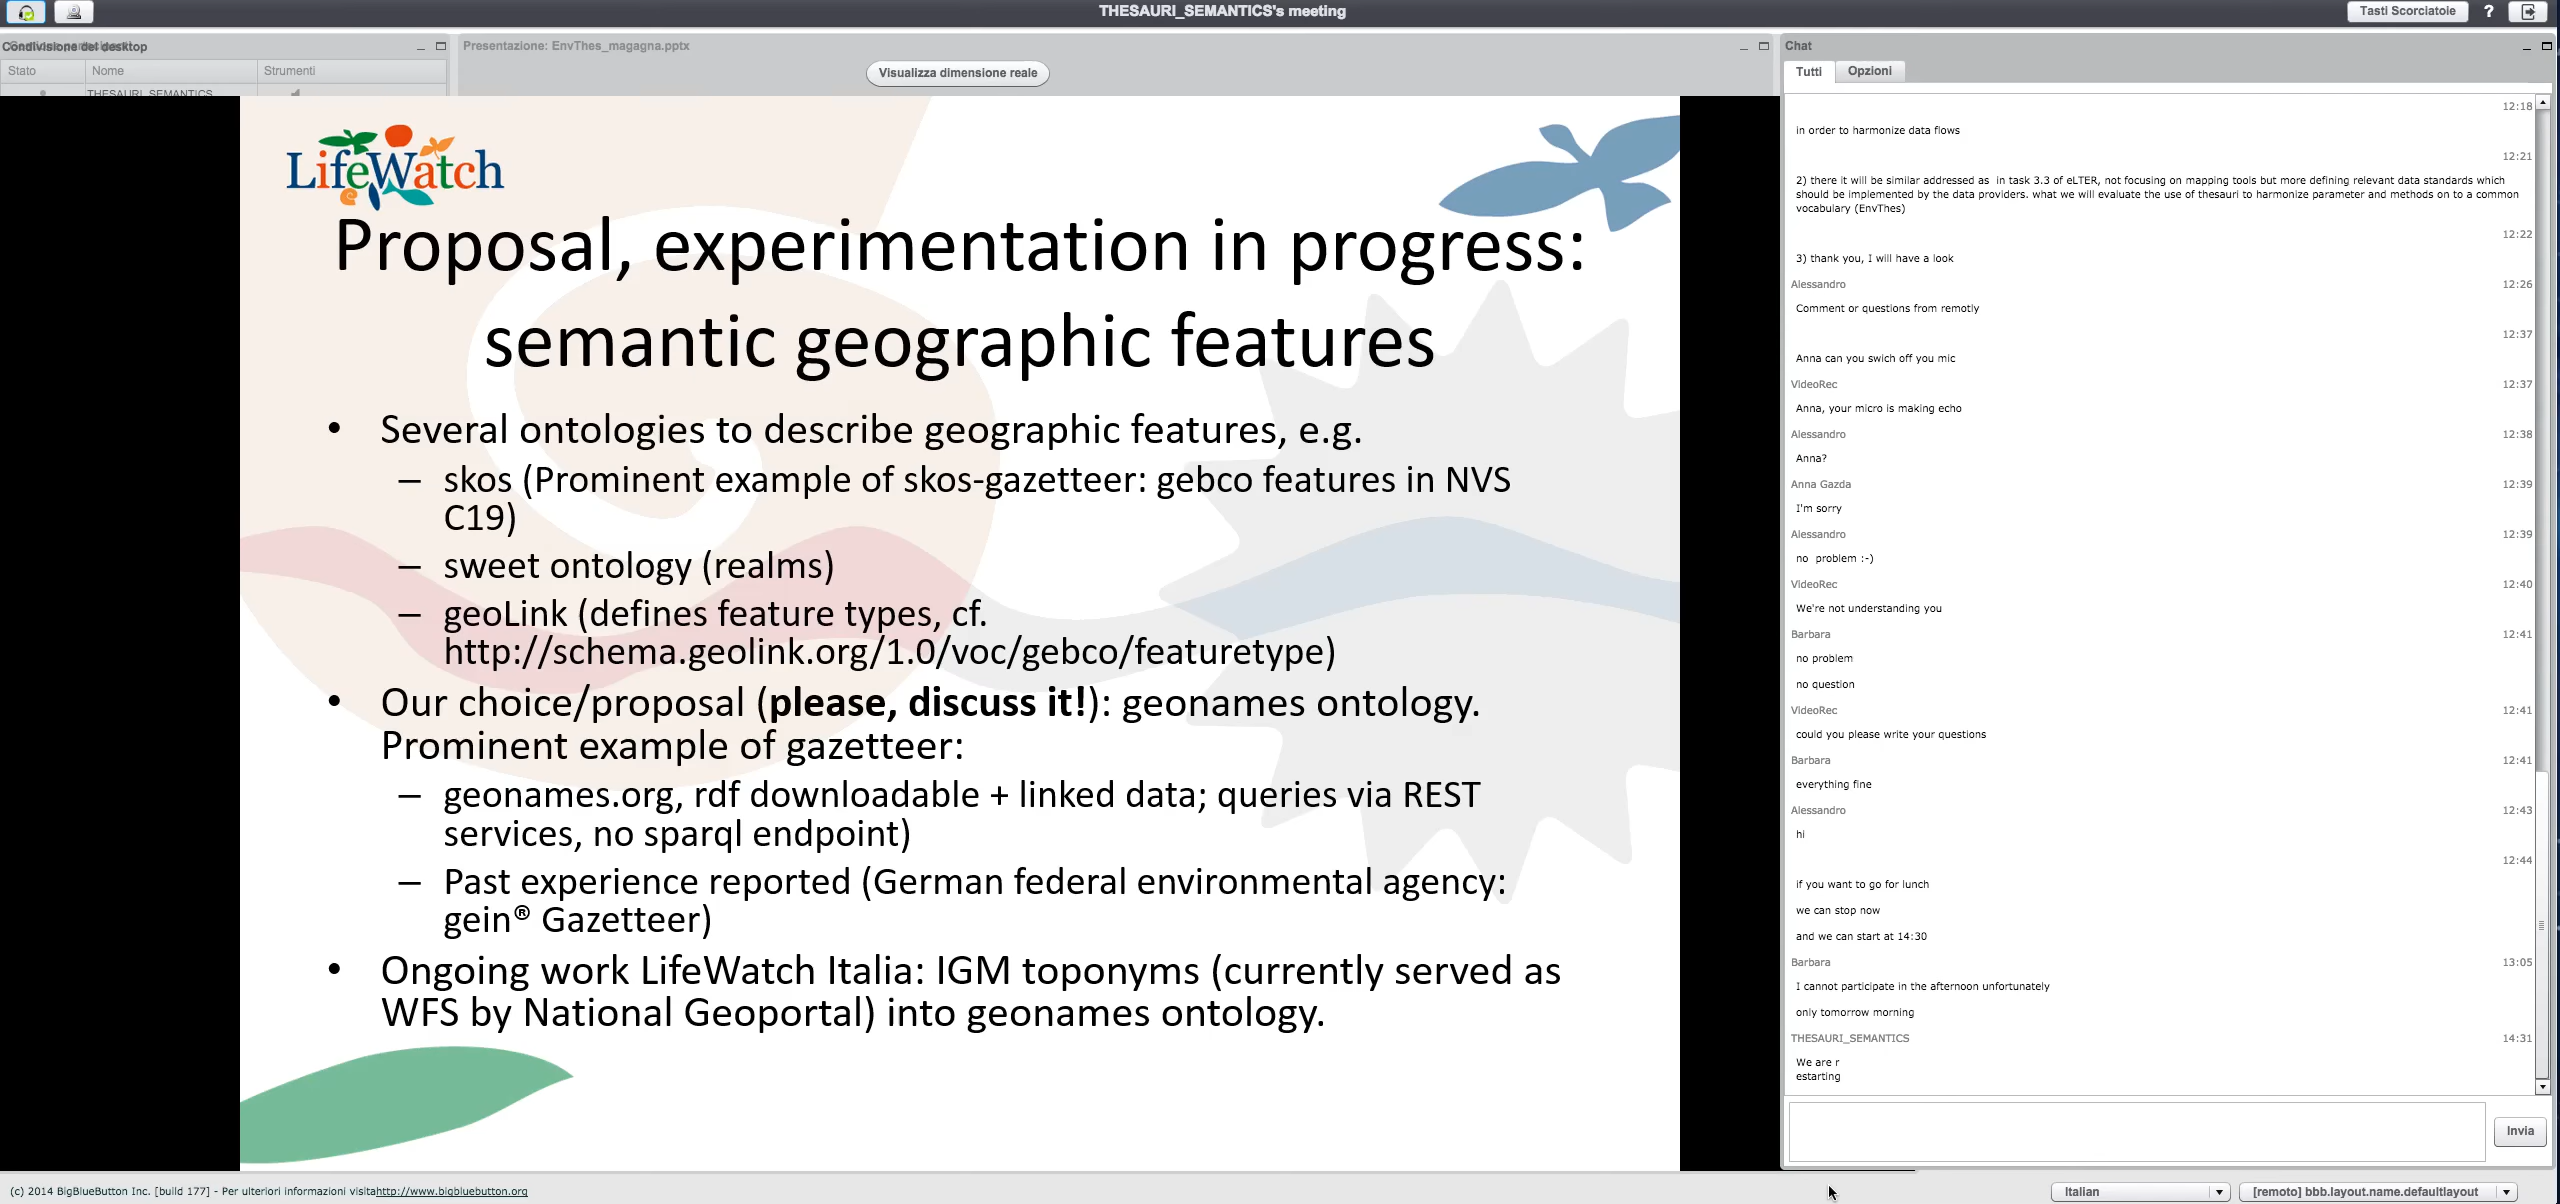 THESAURI_SEMANTICS's meeting
Tasti Scorciatoie
?
Condivisione del desktop
Presentazione: EnvThes_magagna.pptx
Stato Nome Strumenti
THESAURI_SEMANTICS
Visualizza dimensione reale
LifeWatch
Proposal, experimentation in progress:
semantic geographic features
• Several ontologies to describe geographic features, e.g.
– skos (Prominent example of skos-gazetteer: gebco features in NVS
C19)
– sweet ontology (realms)
– geoLink (defines feature types, cf.
http://schema.geolink.org/1.0/voc/gebco/featuretype)
• Our choice/proposal (please, discuss it!): geonames ontology.
Prominent example of gazetteer:
– geonames.org, rdf downloadable + linked data; queries via REST
services, no sparql endpoint)
– Past experience reported (German federal environmental agency:
gein® Gazetteer)
• Ongoing work LifeWatch Italia: IGM toponyms (currently served as
WFS by National Geoportal) into geonames ontology.
Chat
Tutti Opzioni
12:18
in order to harmonize data flows
12:21
2) there it will be similar addressed as in task 3.3 of eLTER, not focusing on mapping tools but more defining relevant data standards which
should be implemented by the data providers. what we will evaluate the use of thesauri to harmonize parameter and methods on to a common
vocabulary (EnvThes)
12:22
3) thank you, I will have a look
Alessandro 12:26
Comment or questions from remotly
12:37
Anna can you swich off you mic
VideoRec 12:37
Anna, your micro is making echo
Alessandro 12:38
Anna?
Anna Gazda 12:39
I'm sorry
Alessandro 12:39
no problem :-)
VideoRec 12:40
We're not understanding you
Barbara 12:41
no problem
no question
VideoRec 12:41
could you please write your questions
Barbara 12:41
everything fine
Alessandro 12:43
hi
12:44
if you want to go for lunch
we can stop now
and we can start at 14:30
Barbara 13:05
I cannot participate in the afternoon unfortunately
only tomorrow morning
THESAURI_SEMANTICS 14:31
We are r
estarting
Invia
(c) 2014 BigBlueButton Inc. [build 177] - Per ulteriori informazioni visitahttp://www.bigbluebutton.org
Italian
[remoto] bbb.layout.name.defaultlayout